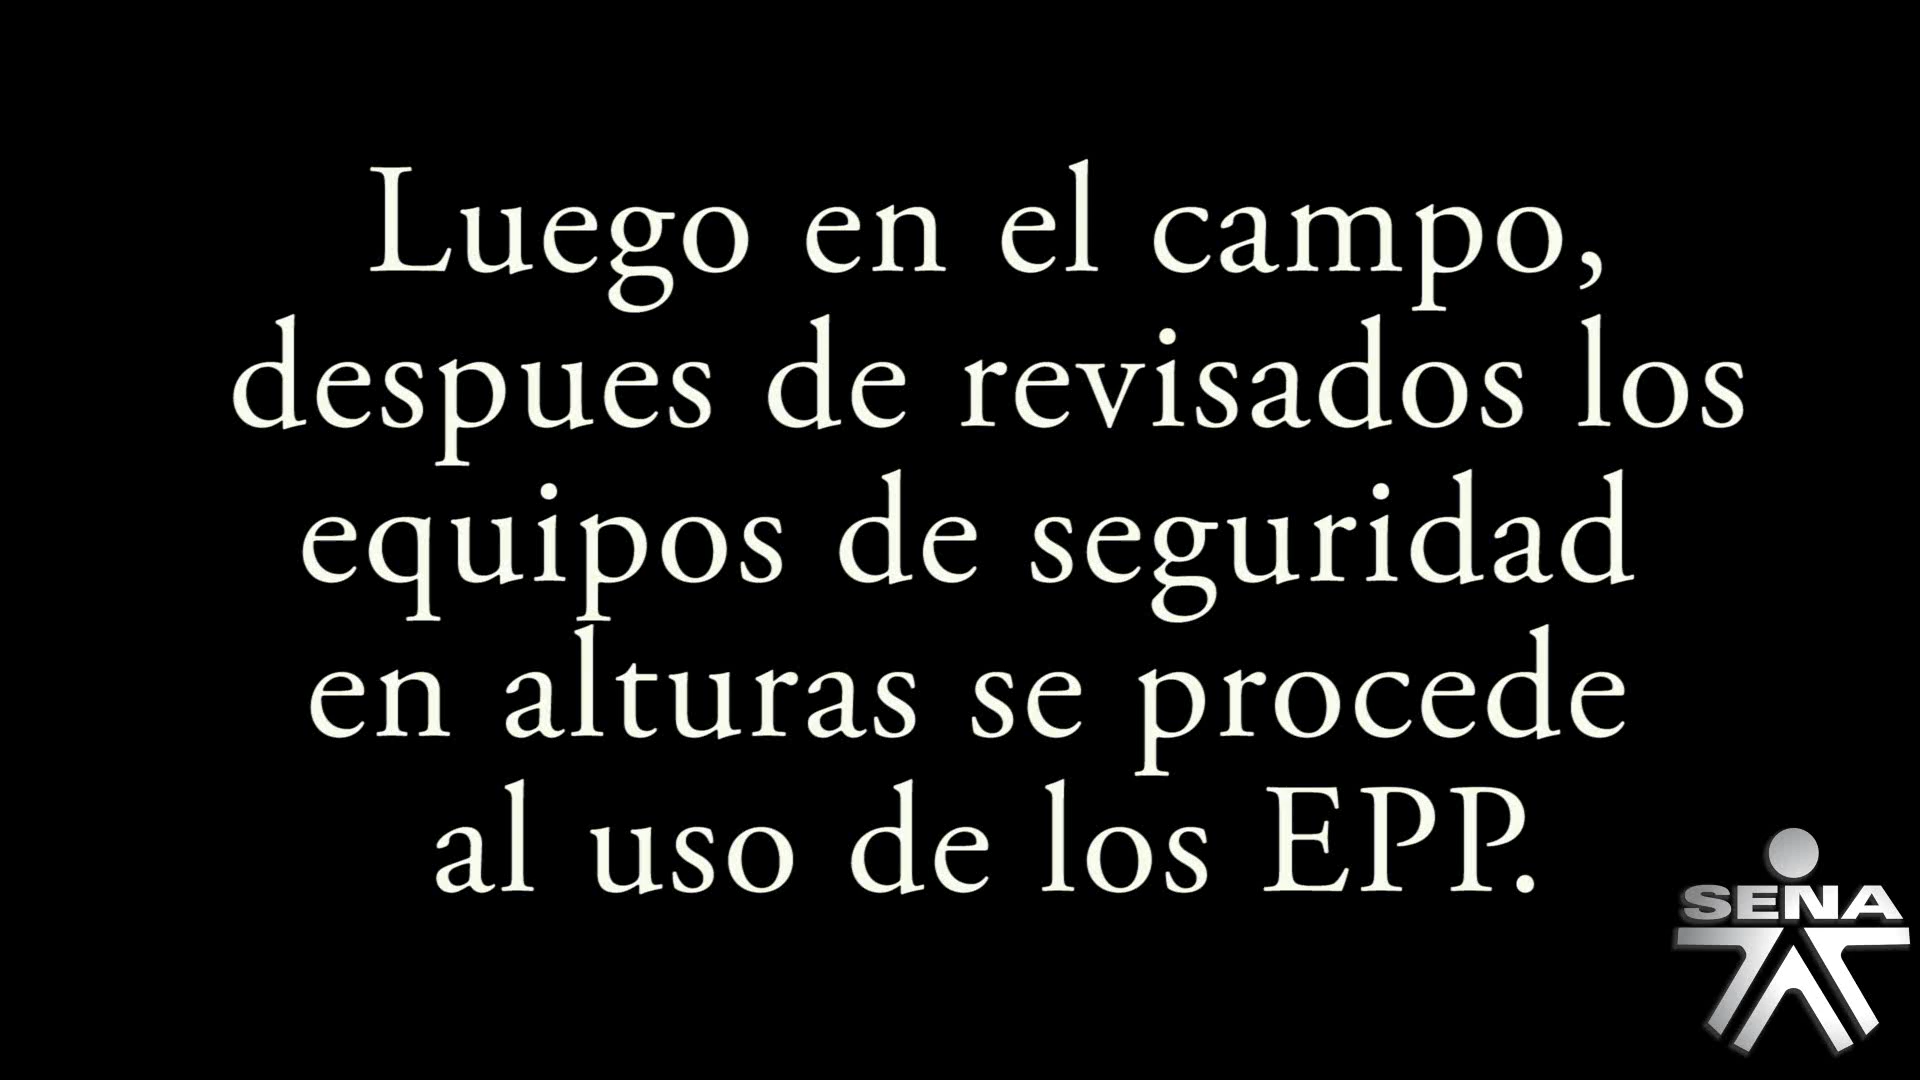 Luego en el campo,
despues de revisados los
equipos de seguridad
en alturas se procede
al uso de los EPP.
SENA